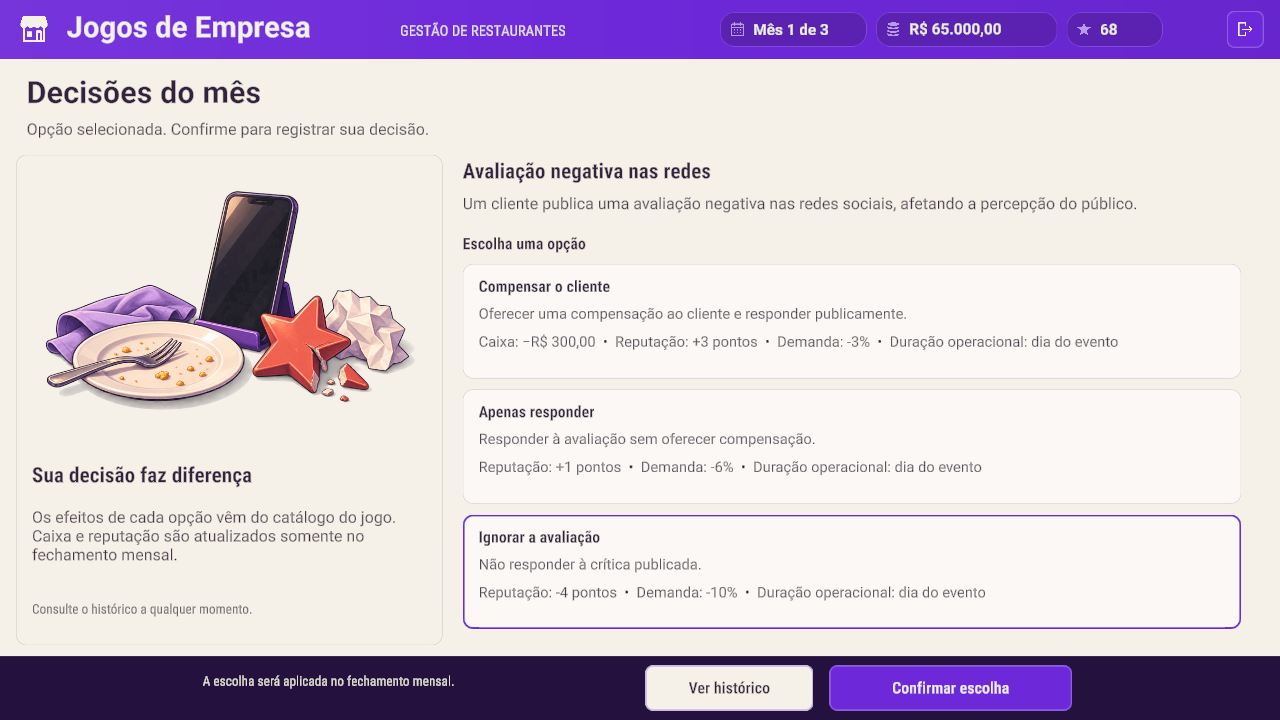 Jogos de Empresa
GESTÃO DE RESTAURANTES
Mês 1 de 3
R$ 65.000,00
68
Decisões do mês
Opção selecionada. Confirme para registrar sua decisão.
Sua decisão faz diferença
Os efeitos de cada opção vêm do catálogo do jogo.
Caixa e reputação são atualizados somente no
fechamento mensal.
Consulte o histórico a qualquer momento.
Avaliação negativa nas redes
Um cliente publica uma avaliação negativa nas redes sociais, afetando a percepção do público.
Escolha uma opção
Compensar o cliente
Oferecer uma compensação ao cliente e responder publicamente.
Caixa: −R$ 300,00 • Reputação: +3 pontos • Demanda: -3% • Duração operacional: dia do evento
Apenas responder
Responder à avaliação sem oferecer compensação.
Reputação: +1 pontos • Demanda: -6% • Duração operacional: dia do evento
Ignorar a avaliação
Não responder à crítica publicada.
Reputação: -4 pontos • Demanda: -10% • Duração operacional: dia do evento
A escolha será aplicada no fechamento mensal.
Ver histórico
Confirmar escolha